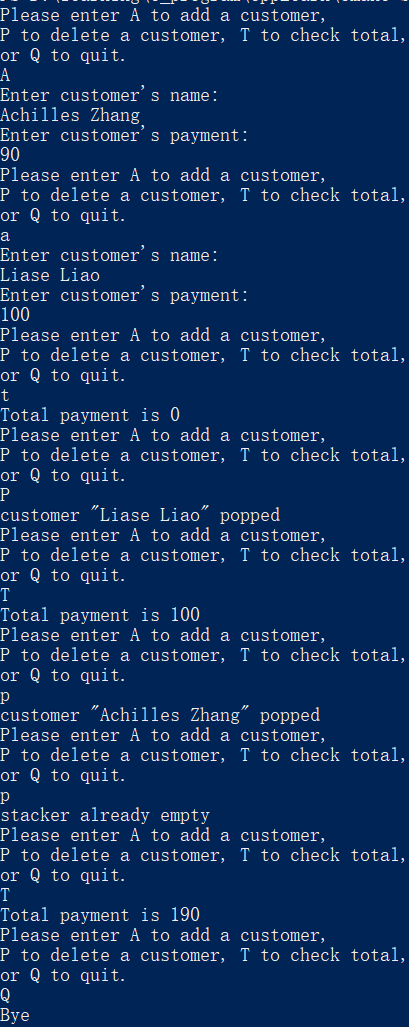 Please enter A to add a customer,
P to delete a customer, T to check total,
or Q to quit.
A
Enter customer's name:
Achilles Zhang
Enter customer's payment:
90
Please enter A to add a customer,
P to delete a customer, T to check total,
or Q to quit.
a
Enter customer's name:
Liase Liao
Enter customer's payment:
100
Please enter A to add a customer,
P to delete a customer, T to check total,
or Q to quit.
t
Total payment is 0
Please enter A to add a customer,
P to delete a customer, T to check total,
or Q to quit.
P
customer "Liase Liao" popped
Please enter A to add a customer,
P to delete a customer, T to check total,
or Q to quit.
T
Total payment is 100
Please enter A to add a customer,
P to delete a customer, T to check total,
or Q to quit.
p
customer "Achilles Zhang" popped
Please enter A to add a customer,
P to delete a customer, T to check total,
or Q to quit.
p
stacker already empty
Please enter A to add a customer,
P to delete a customer, T to check total,
or Q to quit.
T
Total payment is 190
Please enter A to add a customer,
P to delete a customer, T to check total,
or Q to quit.
Q
Bye